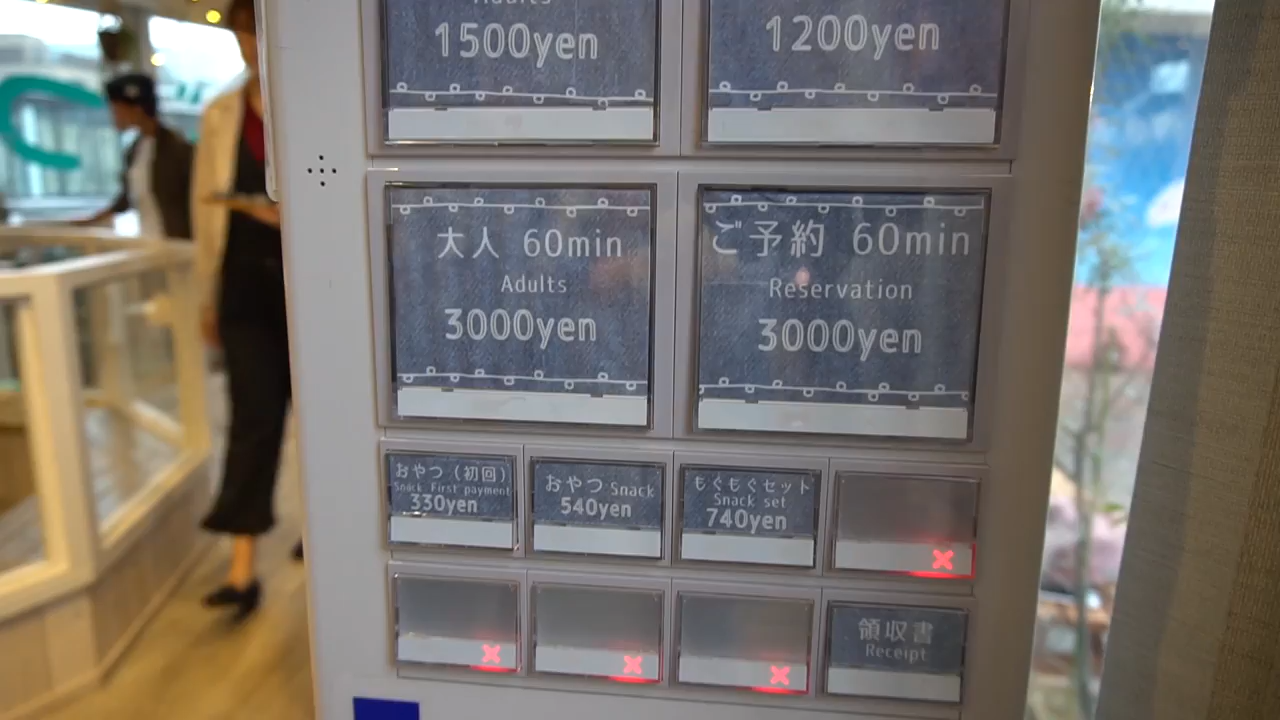 Adults
1500yen
1200yen
大人 60min
Adults
3000yen
ご予約 60min
Reservation
3000yen
おやつ（初回）
Snack First payment
330yen
おやつ Snack
540yen
もぐもぐセット
Snack set
740yen
領収書
Receipt